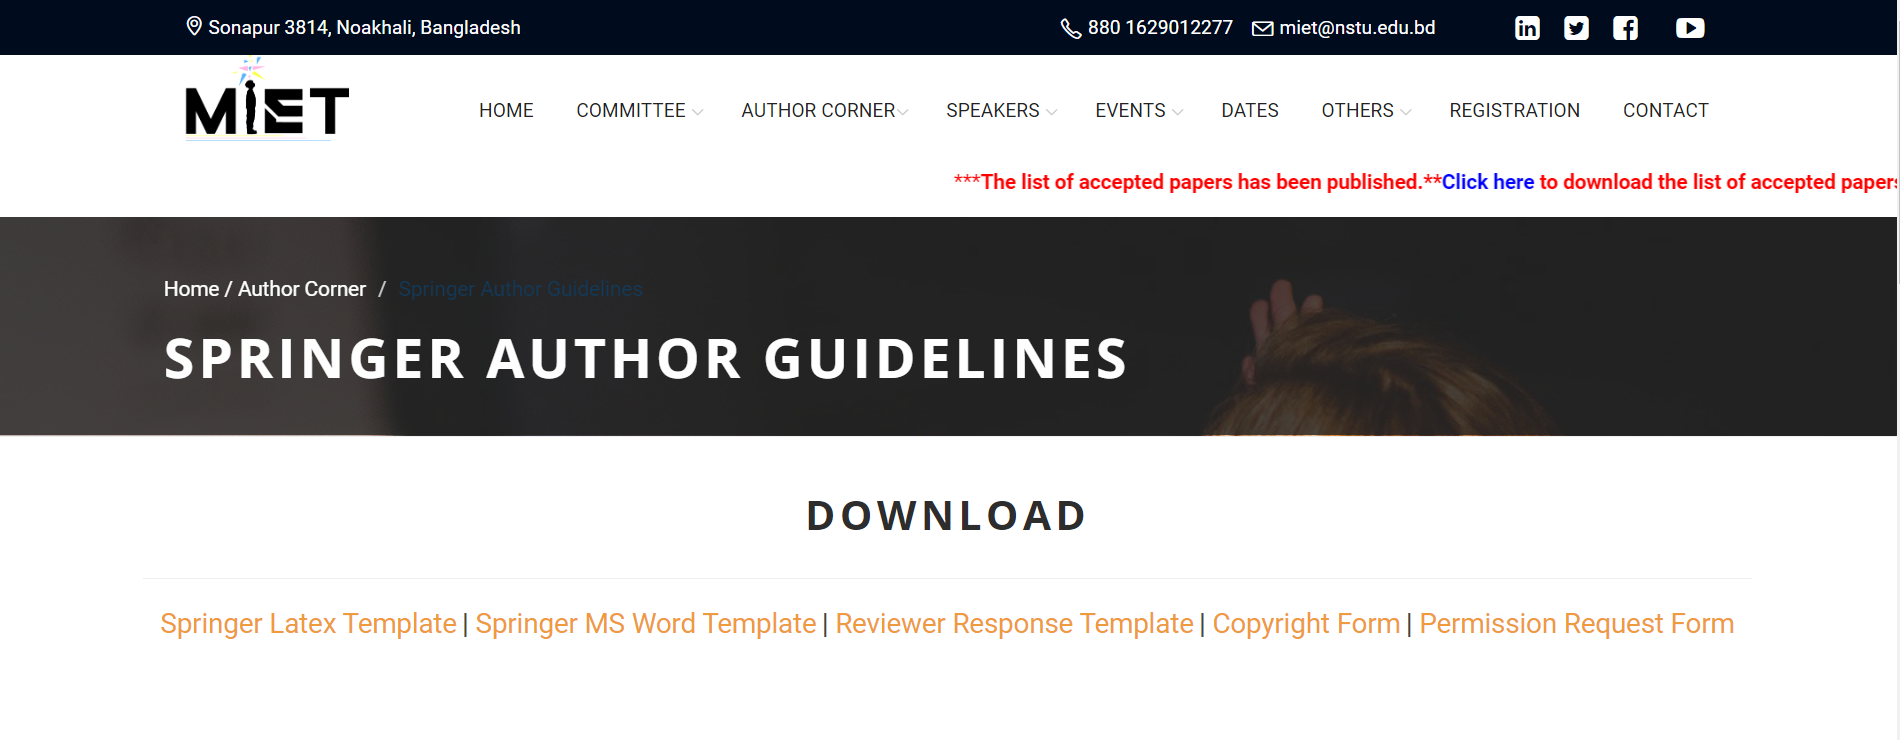 Sonapur 3814, Noakhali, Bangladesh 880 1629012277 miet@nstu.edu.bd
MIET
HOME COMMITTEE AUTHOR CORNER SPEAKERS EVENTS DATES OTHERS REGISTRATION CONTACT
***The list of accepted papers has been published.**Click here to download the list of accepted papers
Home / Author Corner / Springer Author Guidelines
SPRINGER AUTHOR GUIDELINES
DOWNLOAD
Springer Latex Template | Springer MS Word Template | Reviewer Response Template | Copyright Form | Permission Request Form